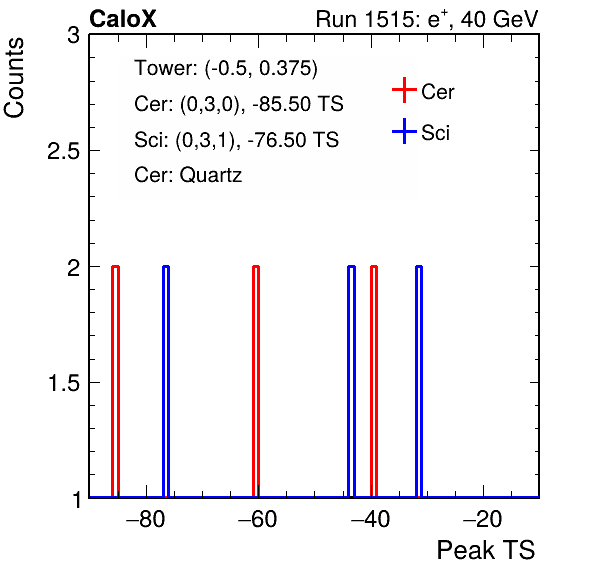 CaloX Run 1515: e⁺, 40 GeV
Counts
3
Tower: (-0.5, 0.375)
Cer: (0,3,0), -85.50 TS
Sci: (0,3,1), -76.50 TS
Cer: Quartz
Cer
Sci
2.5
2
1.5
1
−80 −60 −40 −20
Peak TS